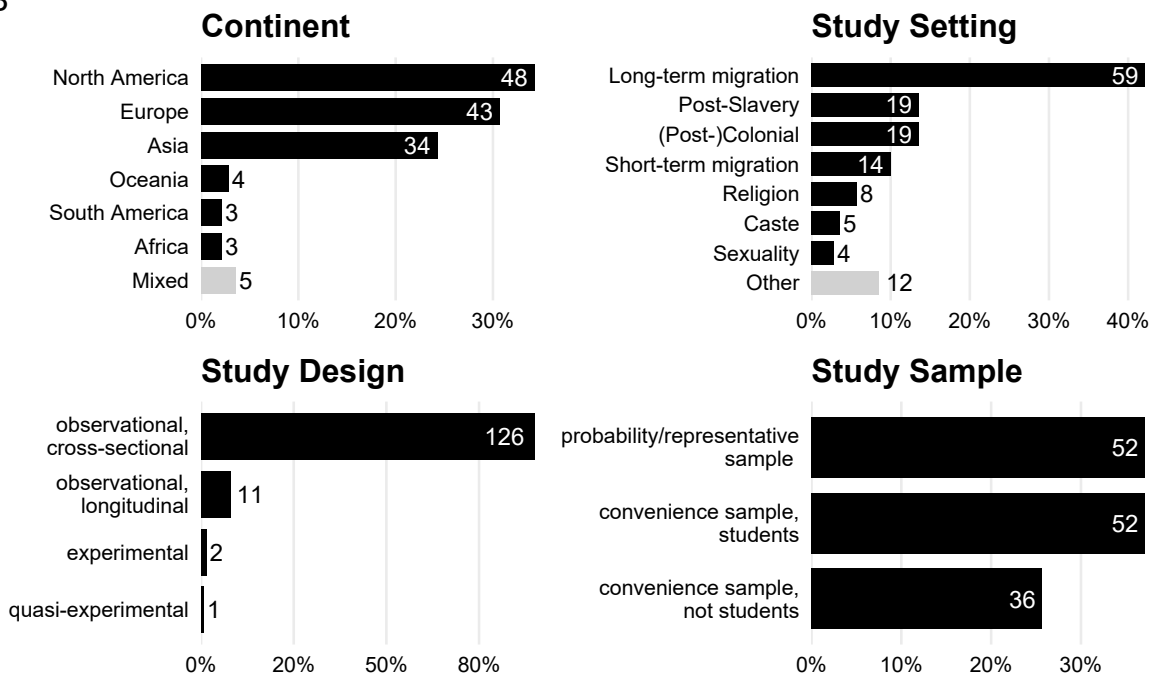 Continent
North America 48
Europe 43
Asia 34
Oceania 4
South America 3
Africa 3
Mixed 5
0% 10% 20% 30%
Study Setting
Long-term migration 59
Post-Slavery 19
(Post-)Colonial 19
Short-term migration 14
Religion 8
Caste 5
Sexuality 4
Other 12
0% 10% 20% 30% 40%
Study Design
observational,
cross-sectional 126
observational,
longitudinal 11
experimental 2
quasi-experimental 1
0% 20% 50% 80%
Study Sample
probability/representative
sample 52
convenience sample,
students 52
convenience sample,
not students 36
0% 10% 20% 30%